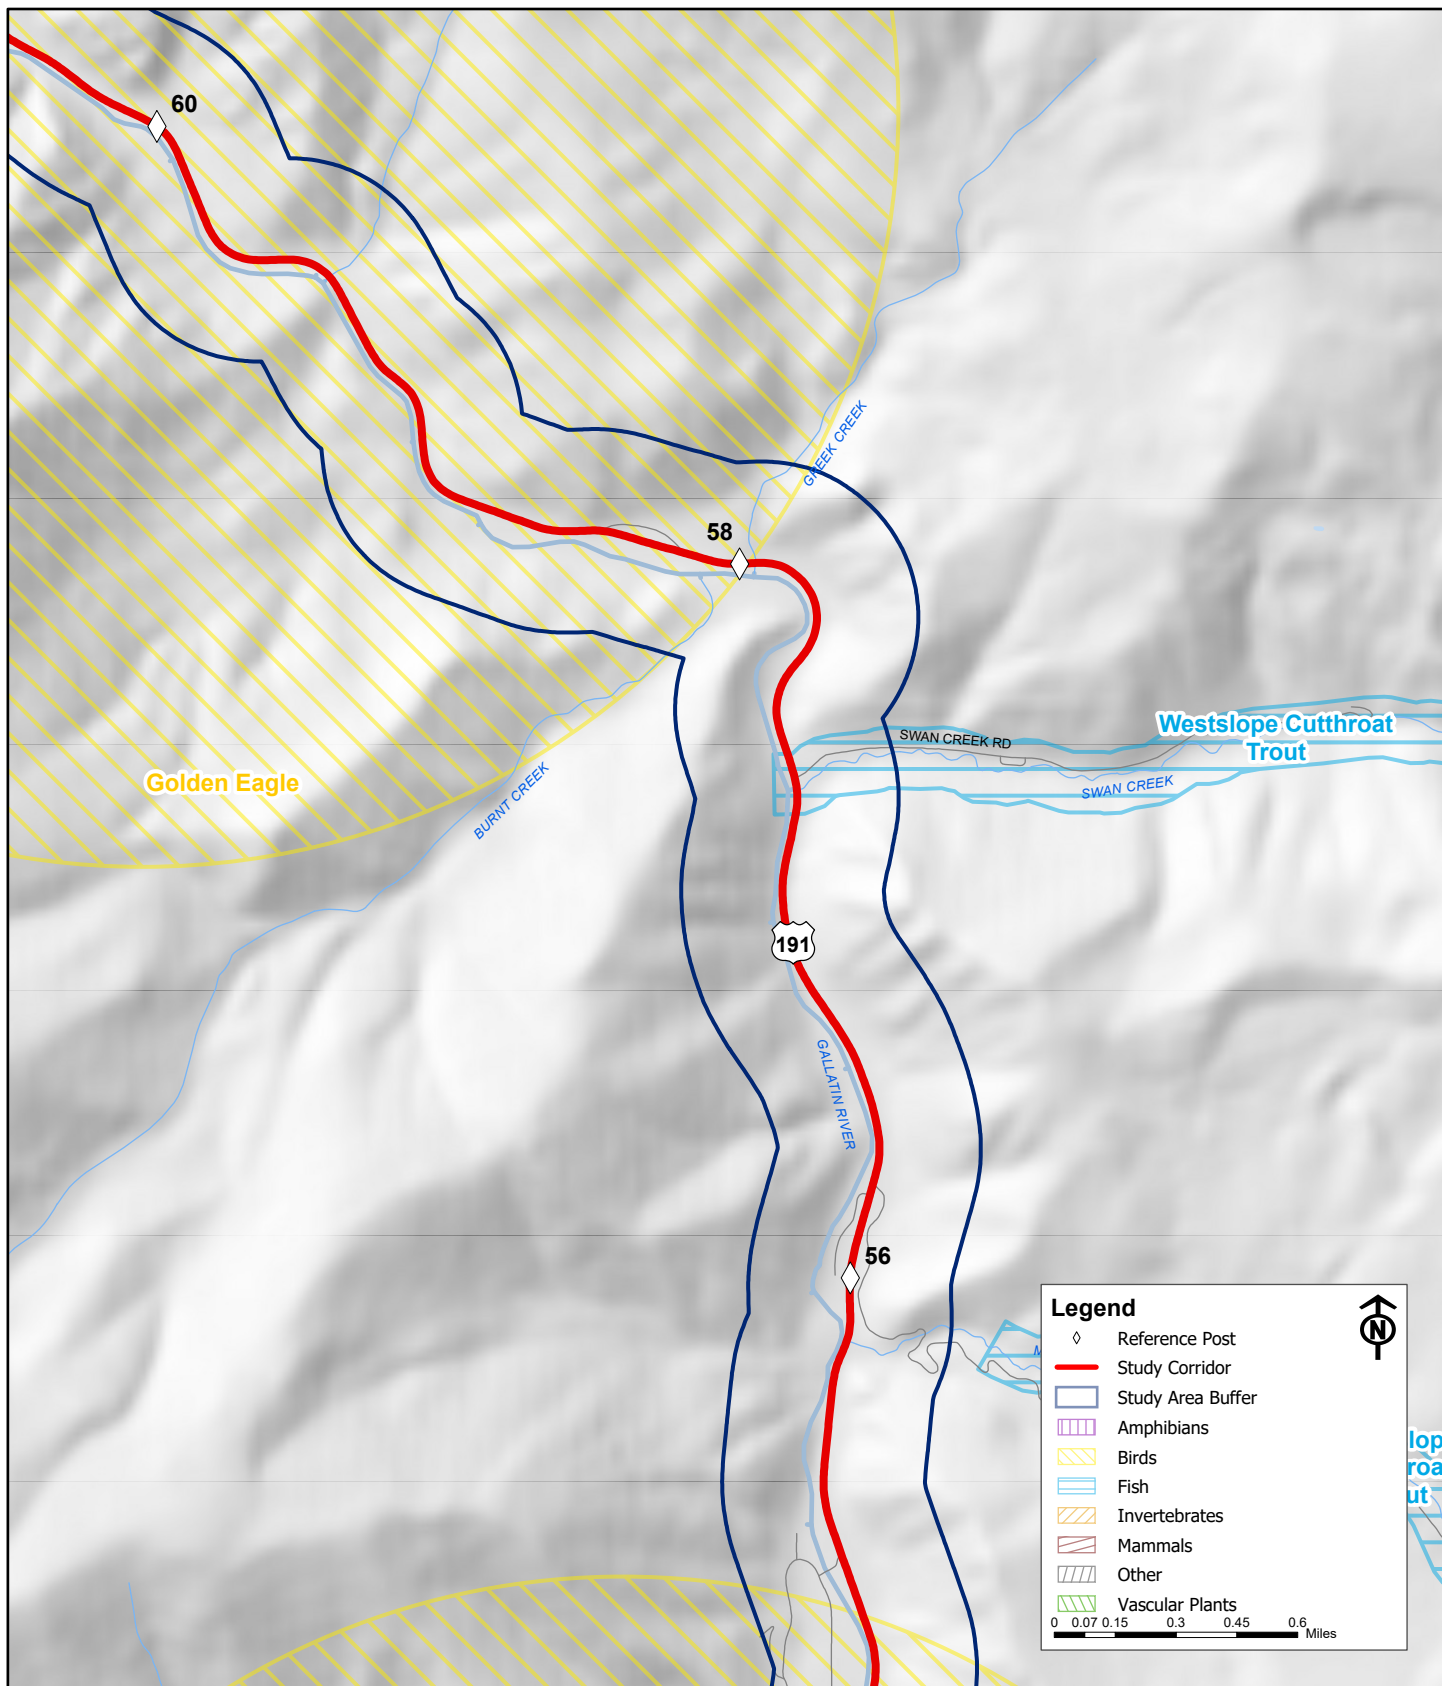 60
58
GREEK CREEK
Westslope Cutthroat
Trout
SWAN CREEK RD
SWAN CREEK
Golden Eagle
BURNT CREEK
191
GALLATIN RIVER
56
Legend
N
Reference Post
Study Corridor
Study Area Buffer
Amphibians
Birds
Fish
Invertebrates
Mammals
Other
Vascular Plants
0 0.07 0.15 0.3 0.45 0.6
Miles